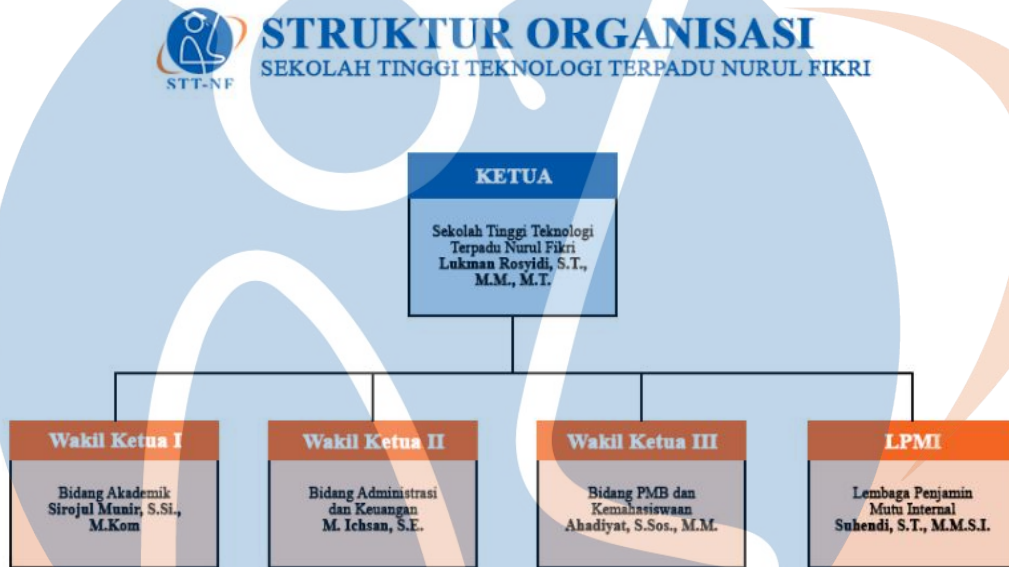 STRUKTUR ORGANISASI
SEKOLAH TINGGI TEKNOLOGI TERPADU NURUL FIKRI
STT-NF
KETUA
Sekolah Tinggi Teknologi
Terpadu Nurul Fikri
Lukman Rosyidi, S.T.,
M.M., M.T.
Wakil Ketua I
Bidang Akademik
Sirojul Munir, S.Si.,
M.Kom
Wakil Ketua II
Bidang Administrasi
dan Keuangan
M. Ichsan, S.E.
Wakil Ketua III
Bidang PMB dan
Kemahasiswaan
Ahadiyat, S.Sos., M.M.
LPMI
Lembaga Penjamin
Mutu Internal
Suhendi, S.T., M.M.S.I.